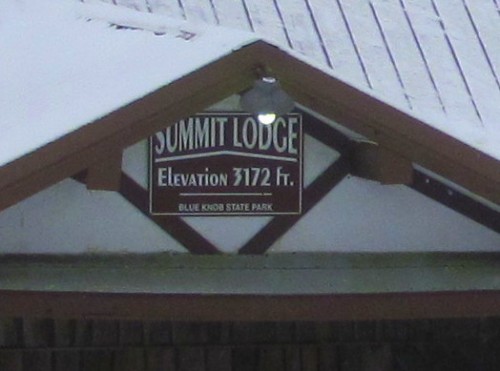 SUMMIT LODGE
ELEVATION 3172 FT.
BLUE KNOB STATE PARK